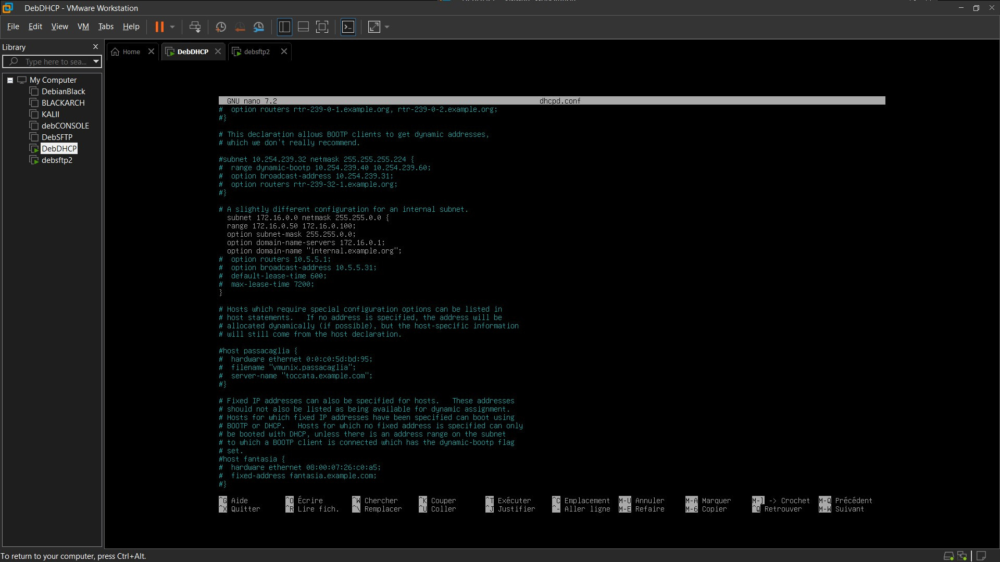 DebDHCP - VMware Workstation
File Edit View VM Tabs Help
Library
Type here to sea...
My Computer
DebianBlack
BLACKARCH
KALII
debCONSOLE
DebSFTP
DebDHCP
debsftp2
Home DebDHCP debsftp2
GNU nano 7.2 dhcpd.conf
#  option routers rtr-239-0-1.example.org, rtr-239-0-2.example.org;
#}
# This declaration allows BOOTP clients to get dynamic addresses,
# which we don't really recommend.
#subnet 10.254.239.32 netmask 255.255.255.224 {
#  range dynamic-bootp 10.254.239.40 10.254.239.60;
#  option broadcast-address 10.254.239.31;
#  option routers rtr-239-32-1.example.org;
#}
# A slightly different configuration for an internal subnet.
subnet 172.16.0.0 netmask 255.255.0.0 {
range 172.16.0.50 172.16.0.100;
option subnet-mask 255.255.0.0;
option domain-name-servers 172.16.0.1;
option domain-name "internal.example.org";
#  option routers 10.5.5.1;
#  option broadcast-address 10.5.5.31;
#  default-lease-time 600;
#  max-lease-time 7200;
}
# Hosts which require special configuration options can be listed in
# host statements.   If no address is specified, the address will be
# allocated dynamically (if possible), but the host-specific information
# will still come from the host declaration.
#host passacaglia {
#  hardware ethernet 0:0:c0:5d:bd:95;
#  filename "vmunix.passacaglia";
#  server-name "toccata.example.com";
#}
# Fixed IP addresses can also be specified for hosts.   These addresses
# should not also be listed as being available for dynamic assignment.
# Hosts for which fixed IP addresses have been specified can boot using
# BOOTP or DHCP.   Hosts for which no fixed address is specified can only
# be booted with DHCP, unless there is an address range on the subnet
# to which a BOOTP client is connected which has the dynamic-bootp flag
# set.
#host fantasia {
#  hardware ethernet 08:00:07:26:c0:a5;
#  fixed-address fantasia.example.com;
#}
^G Aide ^O Écrire ^W Chercher ^K Couper ^T Exécuter ^C Emplacement M-U Annuler M-A Marquer M-] -> Crochet M-Q Précédent
^X Quitter ^R Lire fich. ^\ Remplacer ^U Coller ^J Justifier ^- Aller ligne M-E Refaire M-6 Copier ^Q Retrouver M-W Suivant
To return to your computer, press Ctrl+Alt.